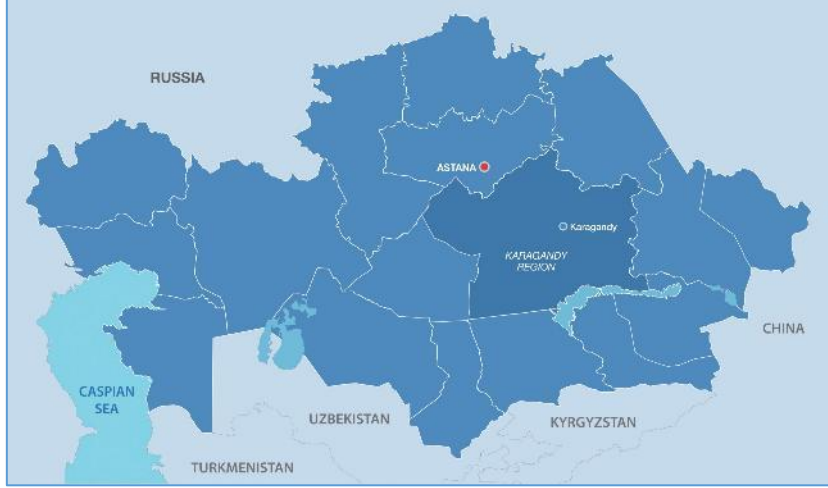 RUSSIA
ASTANA
Karagandy
KARAGANDY
REGION
CHINA
CASPIAN
SEA
UZBEKISTAN
KYRGYZSTAN
TURKMENISTAN